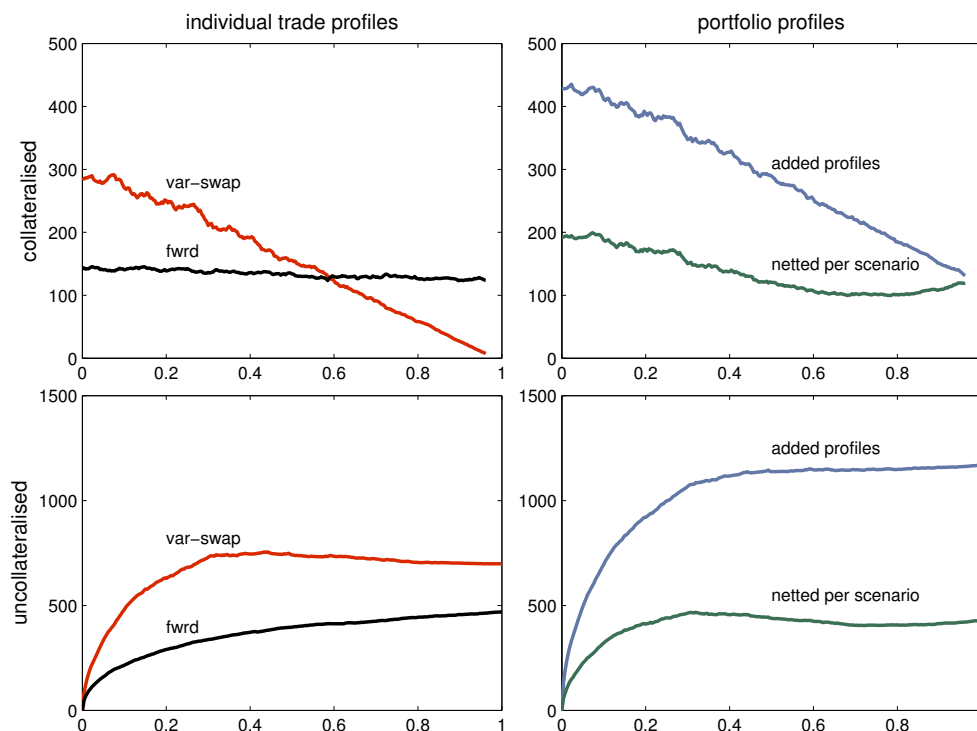 individual trade profiles
portfolio profiles
collateralised
500
400
300
200
100
0
var−swap
fwrd
0 0.2 0.4 0.6 0.8 1
500
400
300
200
100
0
added profiles
netted per scenario
0 0.2 0.4 0.6 0.8
uncollateralised
1500
1000
500
0
var−swap
fwrd
0 0.2 0.4 0.6 0.8 1
1500
1000
500
0
added profiles
netted per scenario
0 0.2 0.4 0.6 0.8